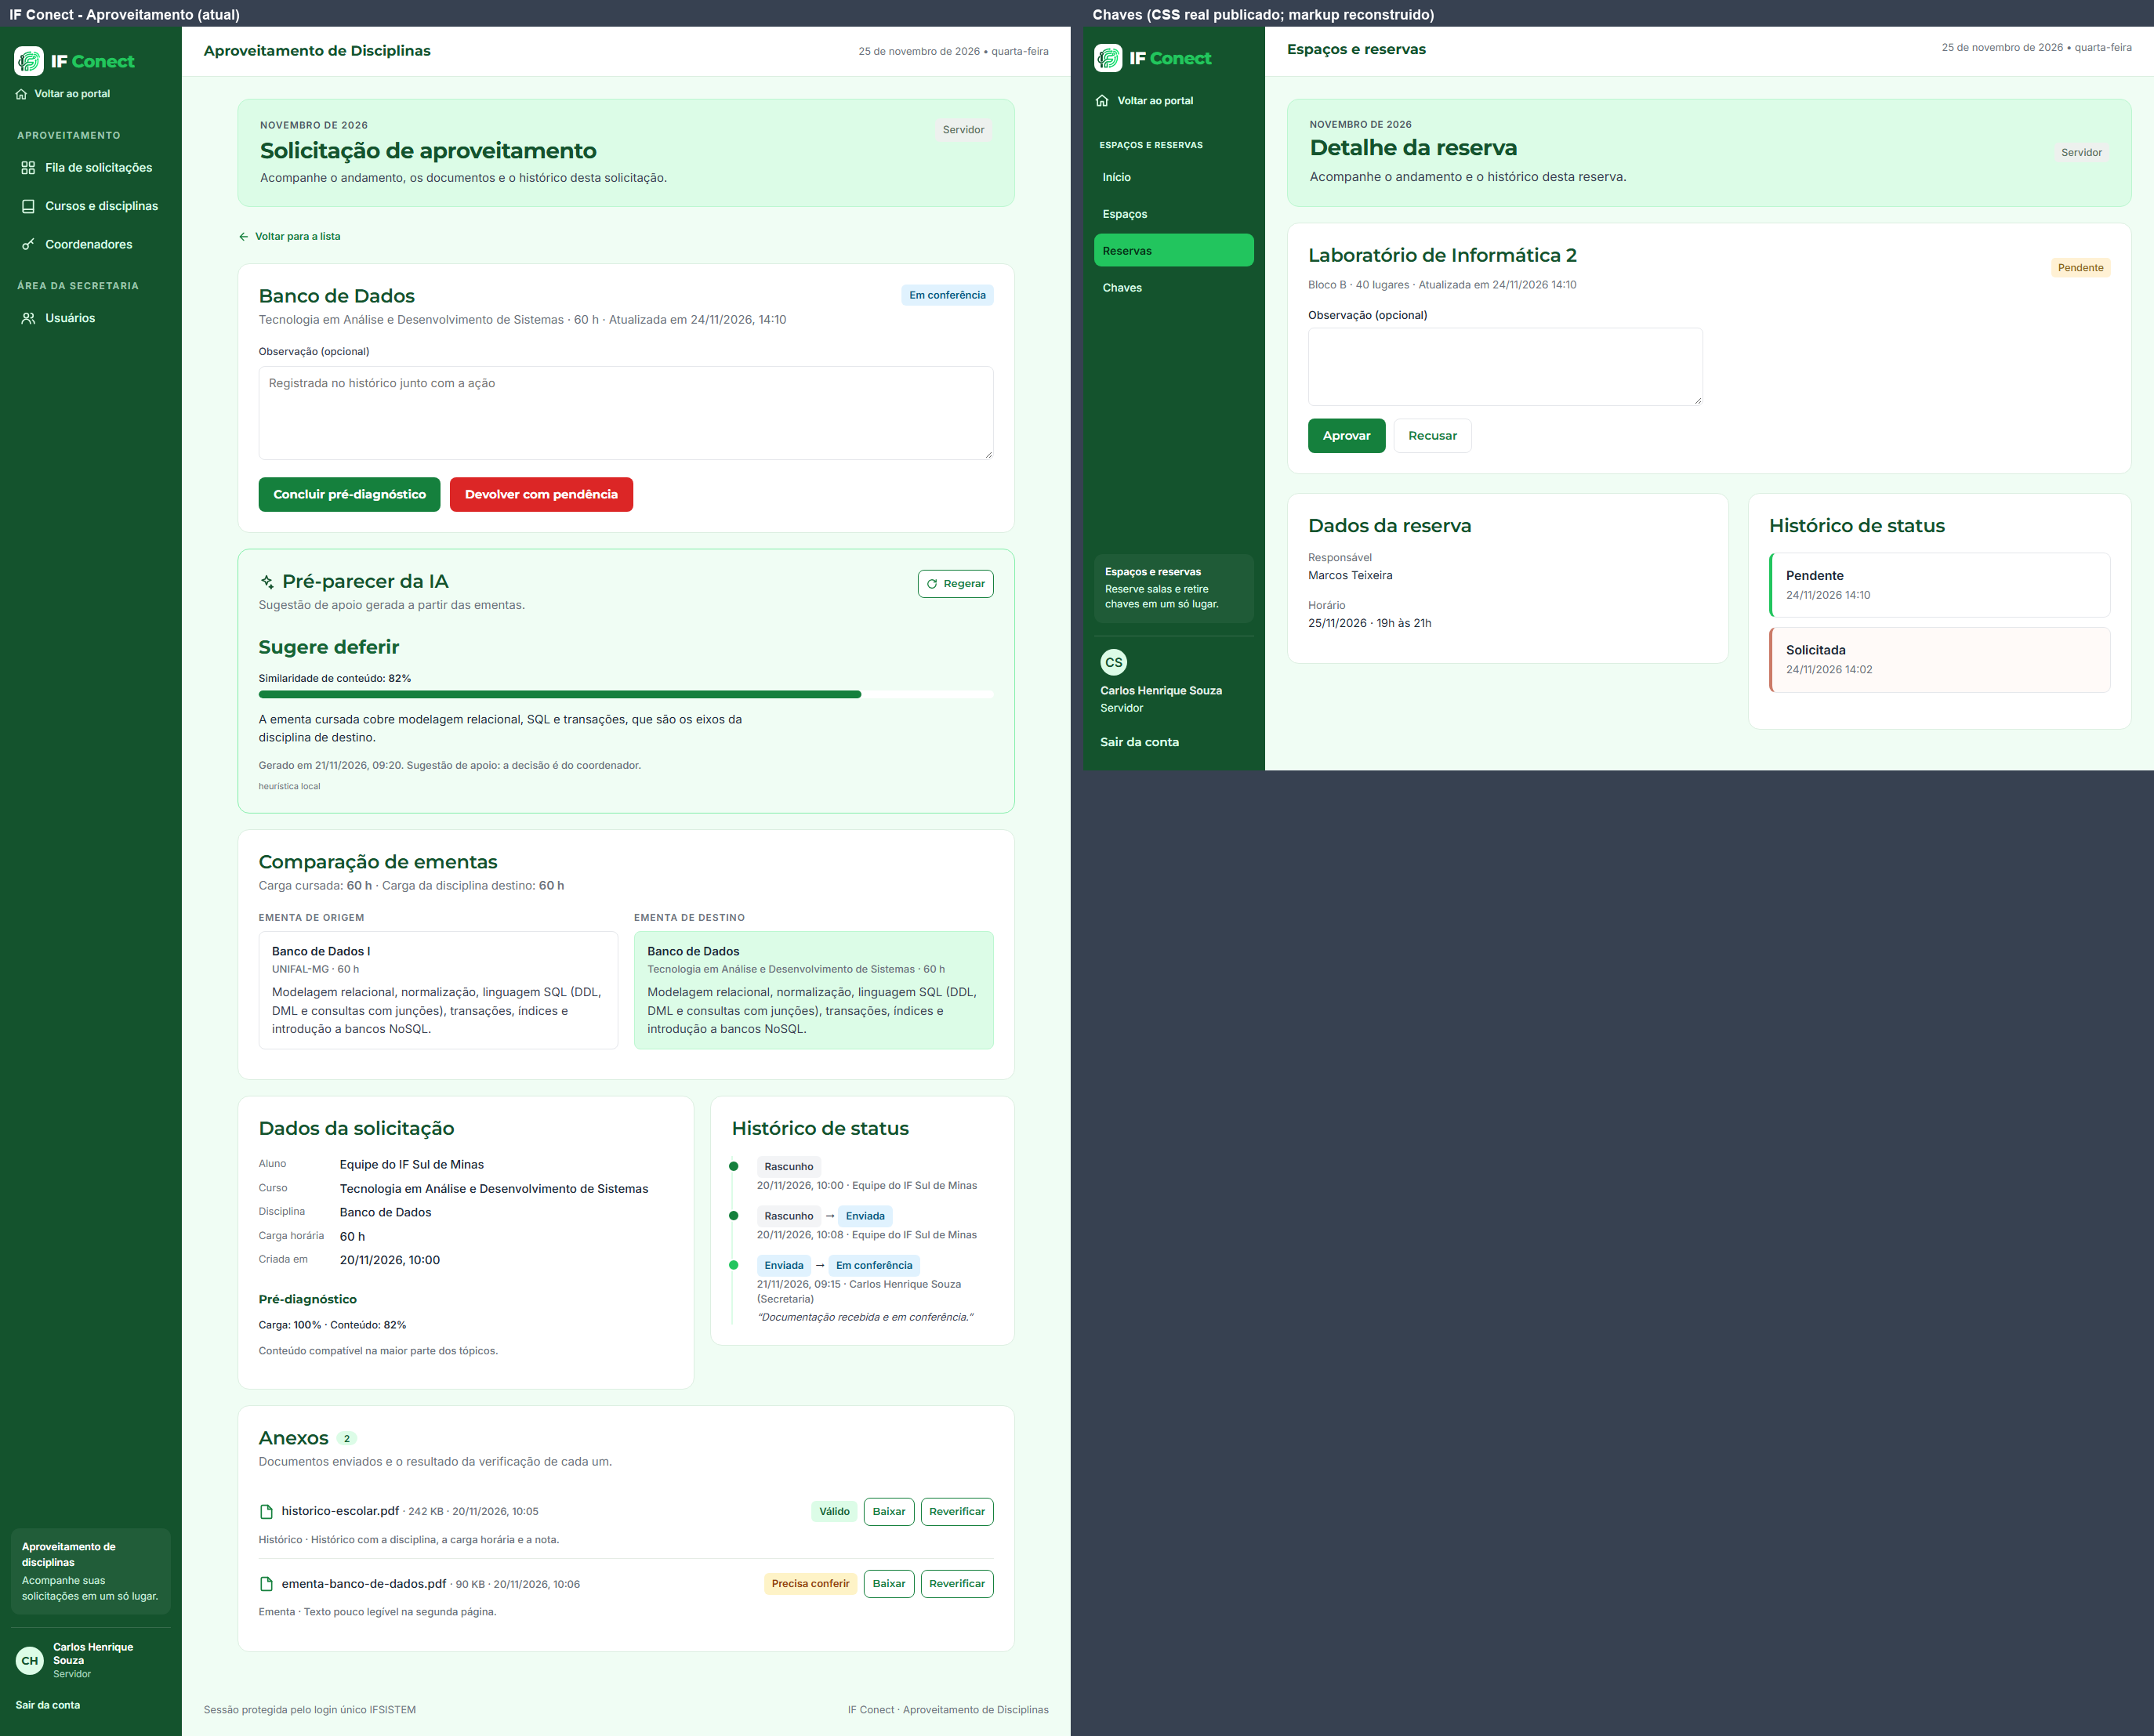 IF Conect - Aproveitamento (atual)
IF Conect
Voltar ao portal
APROVEITAMENTO
Fila de solicitações
Cursos e disciplinas
Coordenadores
ÁREA DA SECRETARIA
Usuários
Aproveitamento de
disciplinas
Acompanhe suas
solicitações em um só lugar.
CH
Carlos Henrique
Souza
Servidor
Sair da conta
Aproveitamento de Disciplinas
25 de novembro de 2026 • quarta-feira
NOVEMBRO DE 2026
Solicitação de aproveitamento
Acompanhe o andamento, os documentos e o histórico desta solicitação.
Servidor
Voltar para a lista
Banco de Dados
Em conferência
Tecnologia em Análise e Desenvolvimento de Sistemas · 60 h · Atualizada em 24/11/2026, 14:10
Observação (opcional)
Registrada no histórico junto com a ação
Concluir pré-diagnóstico
Devolver com pendência
Pré-parecer da IA
Regerar
Sugestão de apoio gerada a partir das ementas.
Sugere deferir
Similaridade de conteúdo: 82%
A ementa cursada cobre modelagem relacional, SQL e transações, que são os eixos da
disciplina de destino.
Gerado em 21/11/2026, 09:20. Sugestão de apoio: a decisão é do coordenador.
heurística local
Comparação de ementas
Carga cursada: 60 h · Carga da disciplina destino: 60 h
EMENTA DE ORIGEM
Banco de Dados I
UNIFAL-MG · 60 h
Modelagem relacional, normalização, linguagem SQL (DDL,
DML e consultas com junções), transações, índices e
introdução a bancos NoSQL.
EMENTA DE DESTINO
Banco de Dados
Tecnologia em Análise e Desenvolvimento de Sistemas · 60 h
Modelagem relacional, normalização, linguagem SQL (DDL,
DML e consultas com junções), transações, índices e
introdução a bancos NoSQL.
Dados da solicitação
Aluno Equipe do IF Sul de Minas
Curso Tecnologia em Análise e Desenvolvimento de Sistemas
Disciplina Banco de Dados
Carga horária 60 h
Criada em 20/11/2026, 10:00
Pré-diagnóstico
Carga: 100% · Conteúdo: 82%
Conteúdo compatível na maior parte dos tópicos.
Histórico de status
Rascunho
20/11/2026, 10:00 · Equipe do IF Sul de Minas
Rascunho → Enviada
20/11/2026, 10:08 · Equipe do IF Sul de Minas
Enviada → Em conferência
21/11/2026, 09:15 · Carlos Henrique Souza
(Secretaria)
“Documentação recebida e em conferência.”
Anexos 2
Documentos enviados e o resultado da verificação de cada um.
historico-escolar.pdf · 242 KB · 20/11/2026, 10:05
Válido
Baixar
Reverificar
Histórico · Histórico com a disciplina, a carga horária e a nota.
ementa-banco-de-dados.pdf · 90 KB · 20/11/2026, 10:06
Precisa conferir
Baixar
Reverificar
Ementa · Texto pouco legível na segunda página.
Sessão protegida pelo login único IFSISTEM
IF Conect · Aproveitamento de Disciplinas
Chaves (CSS real publicado; markup reconstruido)
IF Conect
Voltar ao portal
ESPAÇOS E RESERVAS
Início
Espaços
Reservas
Chaves
Espaços e reservas
Reserve salas e retire
chaves em um só lugar.
CS
Carlos Henrique Souza
Servidor
Sair da conta
Espaços e reservas
25 de novembro de 2026 • quarta-feira
NOVEMBRO DE 2026
Detalhe da reserva
Acompanhe o andamento e o histórico desta reserva.
Servidor
Laboratório de Informática 2
Pendente
Bloco B · 40 lugares · Atualizada em 24/11/2026 14:10
Observação (opcional)
Aprovar
Recusar
Dados da reserva
Responsável
Marcos Teixeira
Horário
25/11/2026 · 19h às 21h
Histórico de status
Pendente
24/11/2026 14:10
Solicitada
24/11/2026 14:02